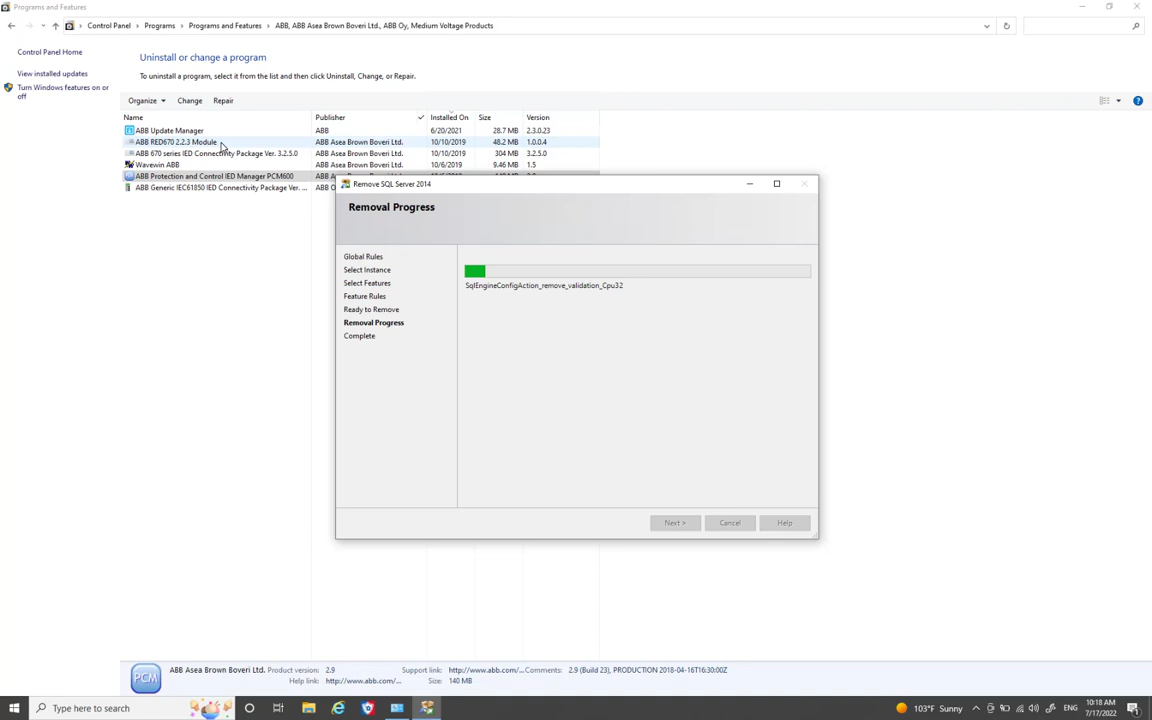 Programs and Features
Control Panel > Programs > Programs and Features > ABB, ABB Asea Brown Boveri Ltd., ABB Oy, Medium Voltage Products
Control Panel Home
Uninstall or change a program
View installed updates
To uninstall a program, select it from the list and then click Uninstall, Change, or Repair.
Turn Windows features on or
off
Organize Change Repair
Name Publisher Installed On Size Version
ABB Update Manager ABB 6/20/2021 28.7 MB 2.3.0.23
ABB RED670 2.2.3 Module ABB Asea Brown Boveri Ltd. 10/10/2019 48.2 MB 1.0.0.4
ABB 670 series IED Connectivity Package Ver. 3.2.5.0 ABB Asea Brown Boveri Ltd. 10/10/2019 304 MB 3.2.5.0
Wavewin ABB ABB Asea Brown Boveri Ltd. 10/6/2019 9.46 MB 1.5
ABB Protection and Control IED Manager PCM600
ABB Generic IEC61850 IED Connectivity Package Ver. ... ABB O
Remove SQL Server 2014
Removal Progress
Global Rules
Select Instance
Select Features
Feature Rules
Ready to Remove
Removal Progress
Complete
SqlEngineConfigAction_remove_validation_Cpu32
Next > Cancel Help
PCM
ABB Asea Brown Boveri Ltd. Product version: 2.9 Support link: http://www.abb.com/... Comments: 2.9 (Build 23), PRODUCTION 2018-04-16T16:30:00Z
Help link: http://www.abb.com/... Size: 140 MB
Type here to search
103°F Sunny ENG 10:18 AM
7/17/2022
1